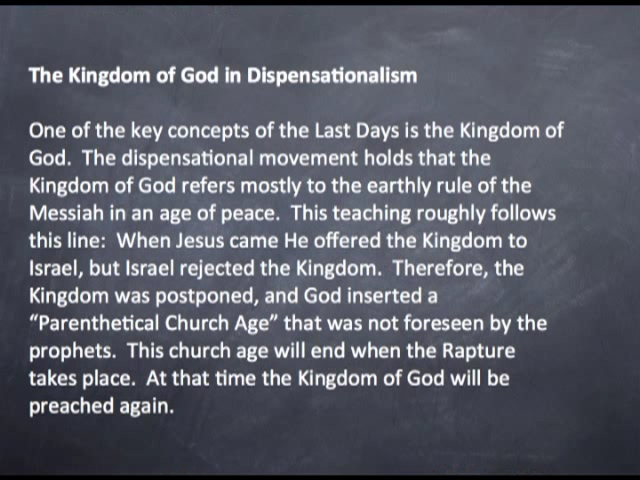 The Kingdom of God in Dispensationalism
One of the key concepts of the Last Days is the Kingdom of
God.  The dispensational movement holds that the
Kingdom of God refers mostly to the earthly rule of the
Messiah in an age of peace.  This teaching roughly follows
this line:  When Jesus came He offered the Kingdom to
Israel, but Israel rejected the Kingdom.  Therefore, the
Kingdom was postponed, and God inserted a
“Parenthetical Church Age” that was not foreseen by the
prophets.  This church age will end when the Rapture
takes place.  At that time the Kingdom of God will be
preached again.